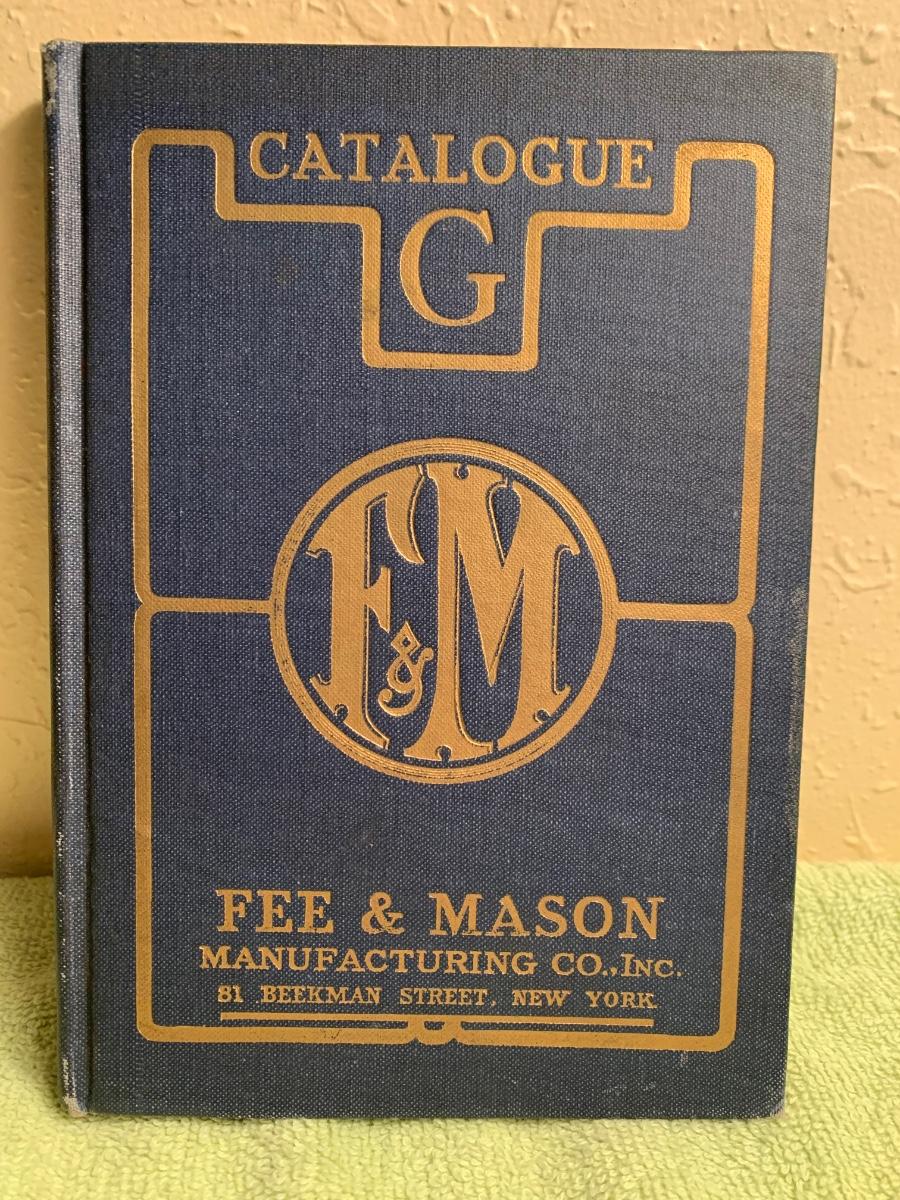 CATALOGUE
G
F&M
FEE & MASON
MANUFACTURING CO., INC.
81 BEEKMAN STREET, NEW YORK.